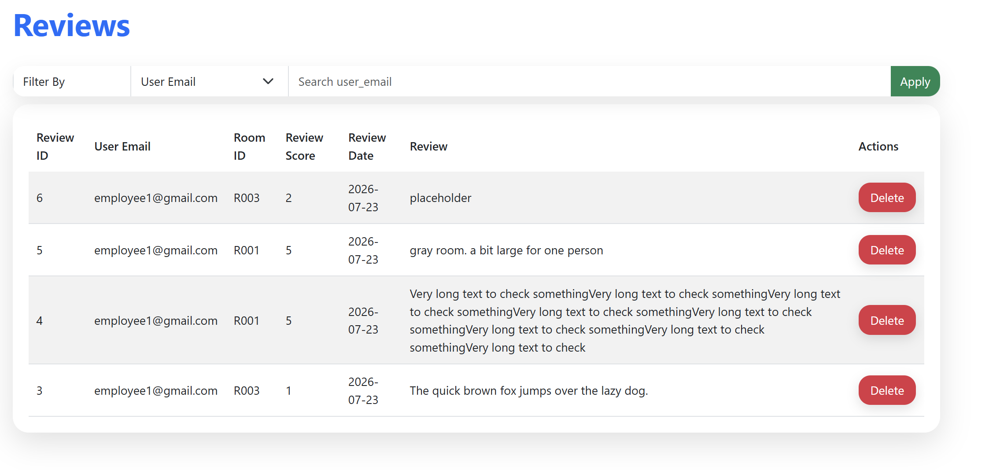 Reviews
Filter By
User Email
Search user_email
Apply
Review ID
User Email
Room ID
Review Score
Review Date
Review
Actions
6
employee1@gmail.com
R003
2
2026-
07-23
placeholder
Delete
5
employee1@gmail.com
R001
5
2026-
07-23
gray room. a bit large for one person
Delete
4
employee1@gmail.com
R001
5
2026-
07-23
Very long text to check somethingVery long text to check somethingVery long text
to check somethingVery long text to check somethingVery long text to check
somethingVery long text to check somethingVery long text to check
somethingVery long text to check
Delete
3
employee1@gmail.com
R003
1
2026-
07-23
The quick brown fox jumps over the lazy dog.
Delete